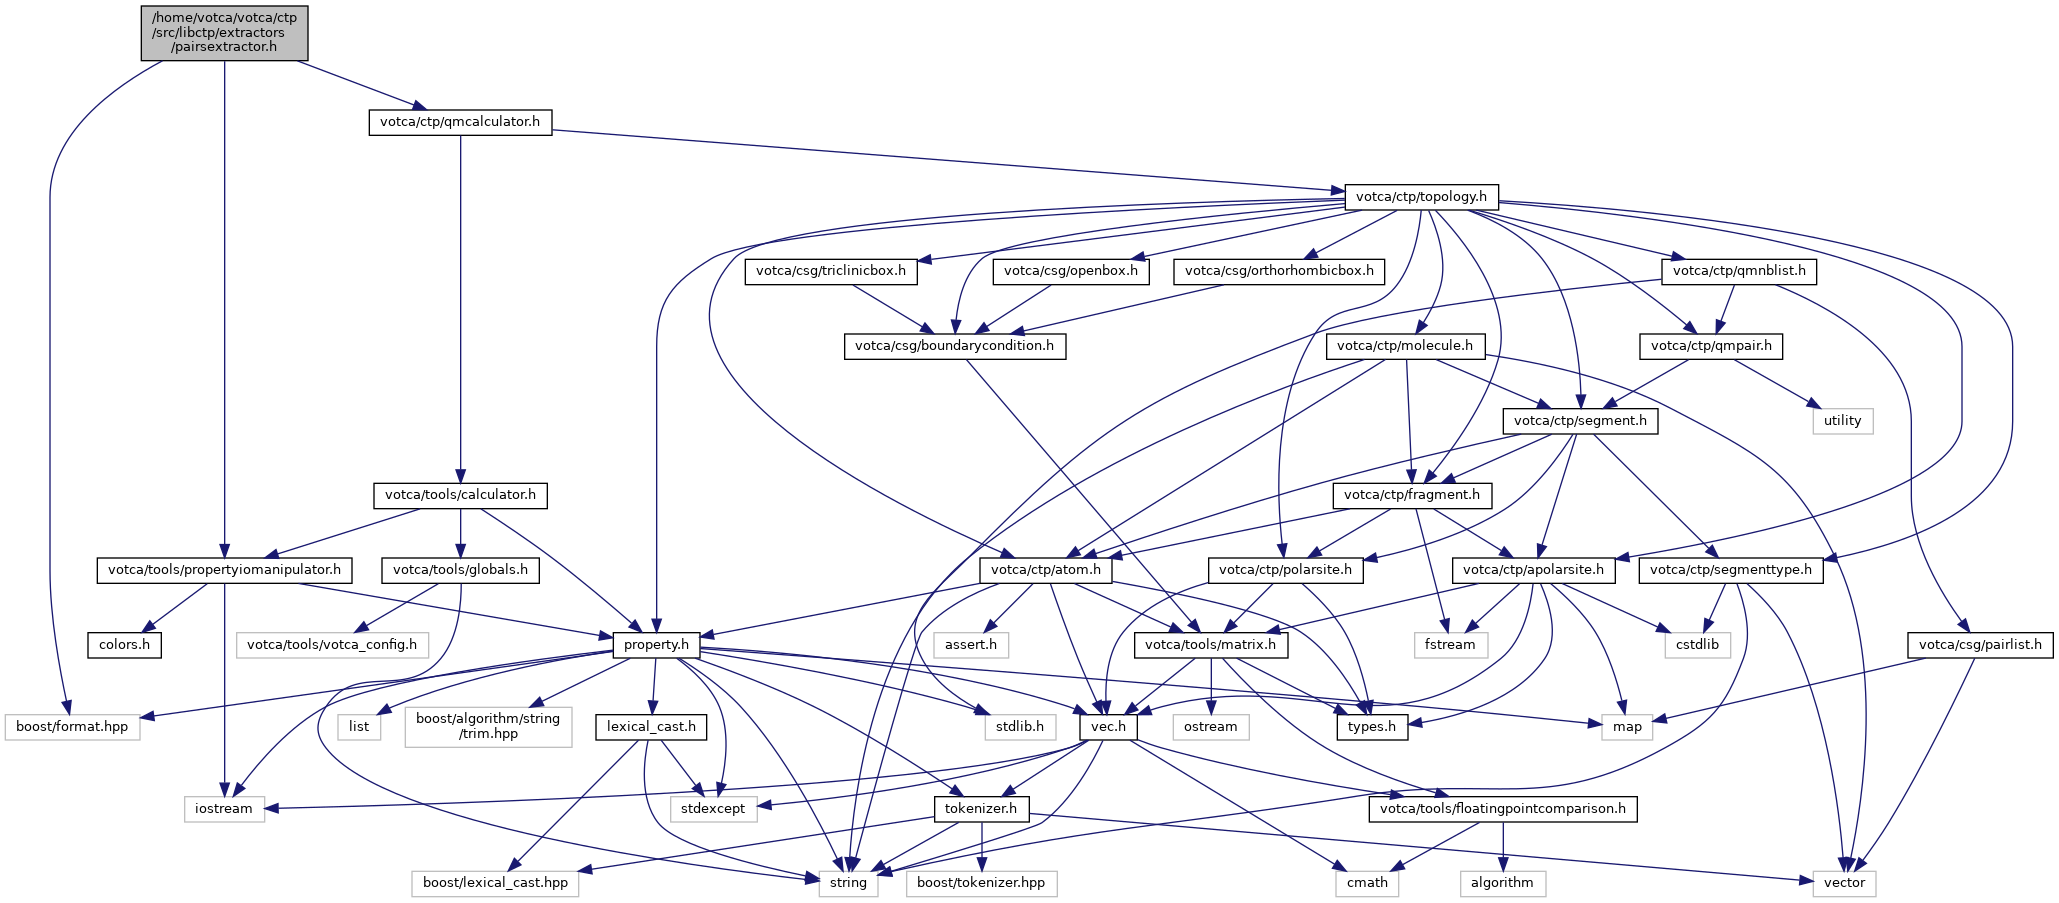 /home/votca/votca/ctp
/src/libctp/extractors
/pairsextractor.h
votca/ctp/qmcalculator.h
votca/ctp/topology.h
votca/csg/triclinicbox.h
votca/csg/openbox.h
votca/csg/orthorhombicbox.h
votca/ctp/qmnblist.h
votca/csg/boundarycondition.h
votca/ctp/molecule.h
votca/ctp/qmpair.h
votca/ctp/segment.h
utility
votca/tools/calculator.h
votca/ctp/fragment.h
votca/tools/propertyiomanipulator.h
votca/tools/globals.h
votca/ctp/atom.h
votca/ctp/polarsite.h
votca/ctp/apolarsite.h
votca/ctp/segmenttype.h
colors.h
votca/tools/votca_config.h
property.h
assert.h
votca/tools/matrix.h
fstream
cstdlib
votca/csg/pairlist.h
boost/format.hpp
list
boost/algorithm/string
/trim.hpp
lexical_cast.h
stdlib.h
vec.h
ostream
types.h
map
iostream
stdexcept
tokenizer.h
votca/tools/floatingpointcomparison.h
boost/lexical_cast.hpp
string
boost/tokenizer.hpp
cmath
algorithm
vector